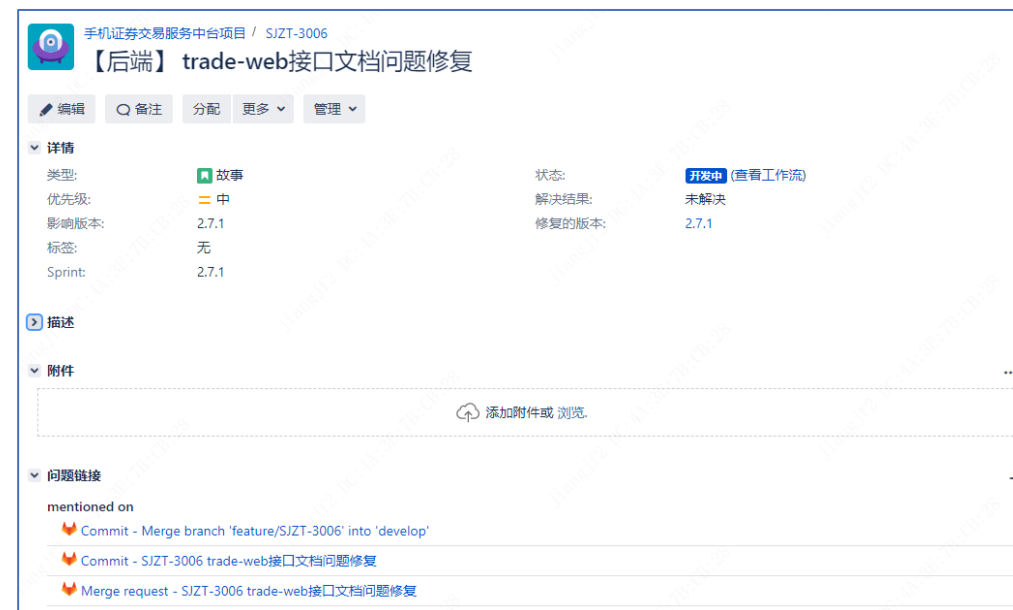 手机证券交易服务中台项目 / SJZT-3006
【后端】 trade-web接口文档问题修复
编辑 备注 分配 更多 管理
详情
类型: 故事 状态: 开发中 (查看工作流)
优先级: 中 解决结果: 未解决
影响版本: 2.7.1 修复的版本: 2.7.1
标签: 无
Sprint: 2.7.1
描述
附件
添加附件或 浏览.
问题链接
mentioned on
Commit - Merge branch 'feature/SJZT-3006' into 'develop'
Commit - SJZT-3006 trade-web接口文档问题修复
Merge request - SJZT-3006 trade-web接口文档问题修复